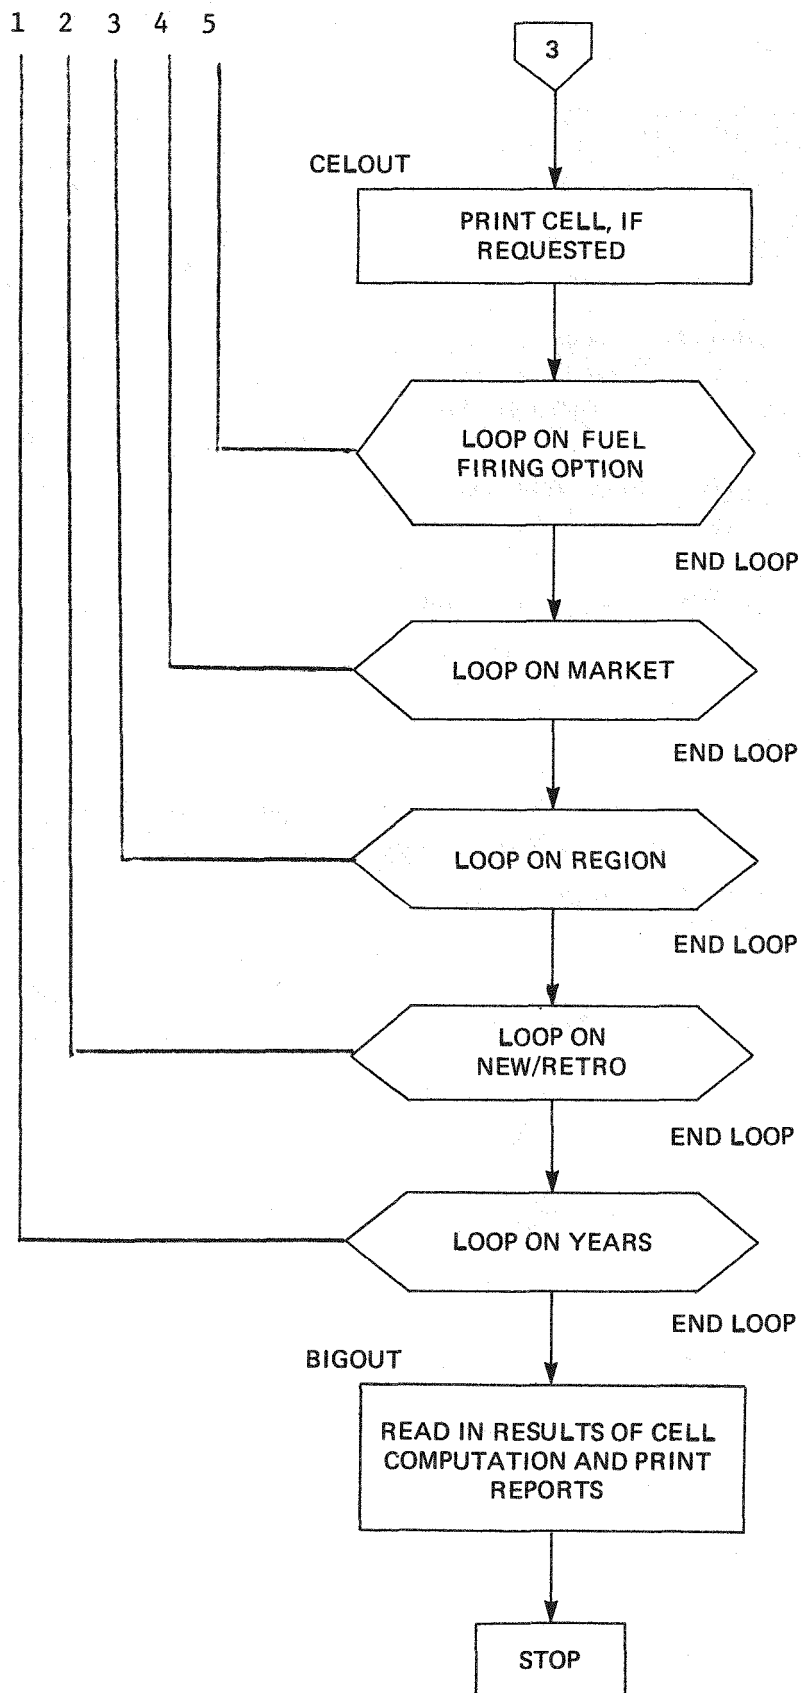 1 2 3 4 5
3
CELOUT
PRINT CELL, IF
REQUESTED
LOOP ON FUEL
FIRING OPTION
END LOOP
LOOP ON MARKET
END LOOP
LOOP ON REGION
END LOOP
LOOP ON
NEW/RETRO
END LOOP
LOOP ON YEARS
END LOOP
BIGOUT
READ IN RESULTS OF CELL
COMPUTATION AND PRINT
REPORTS
STOP